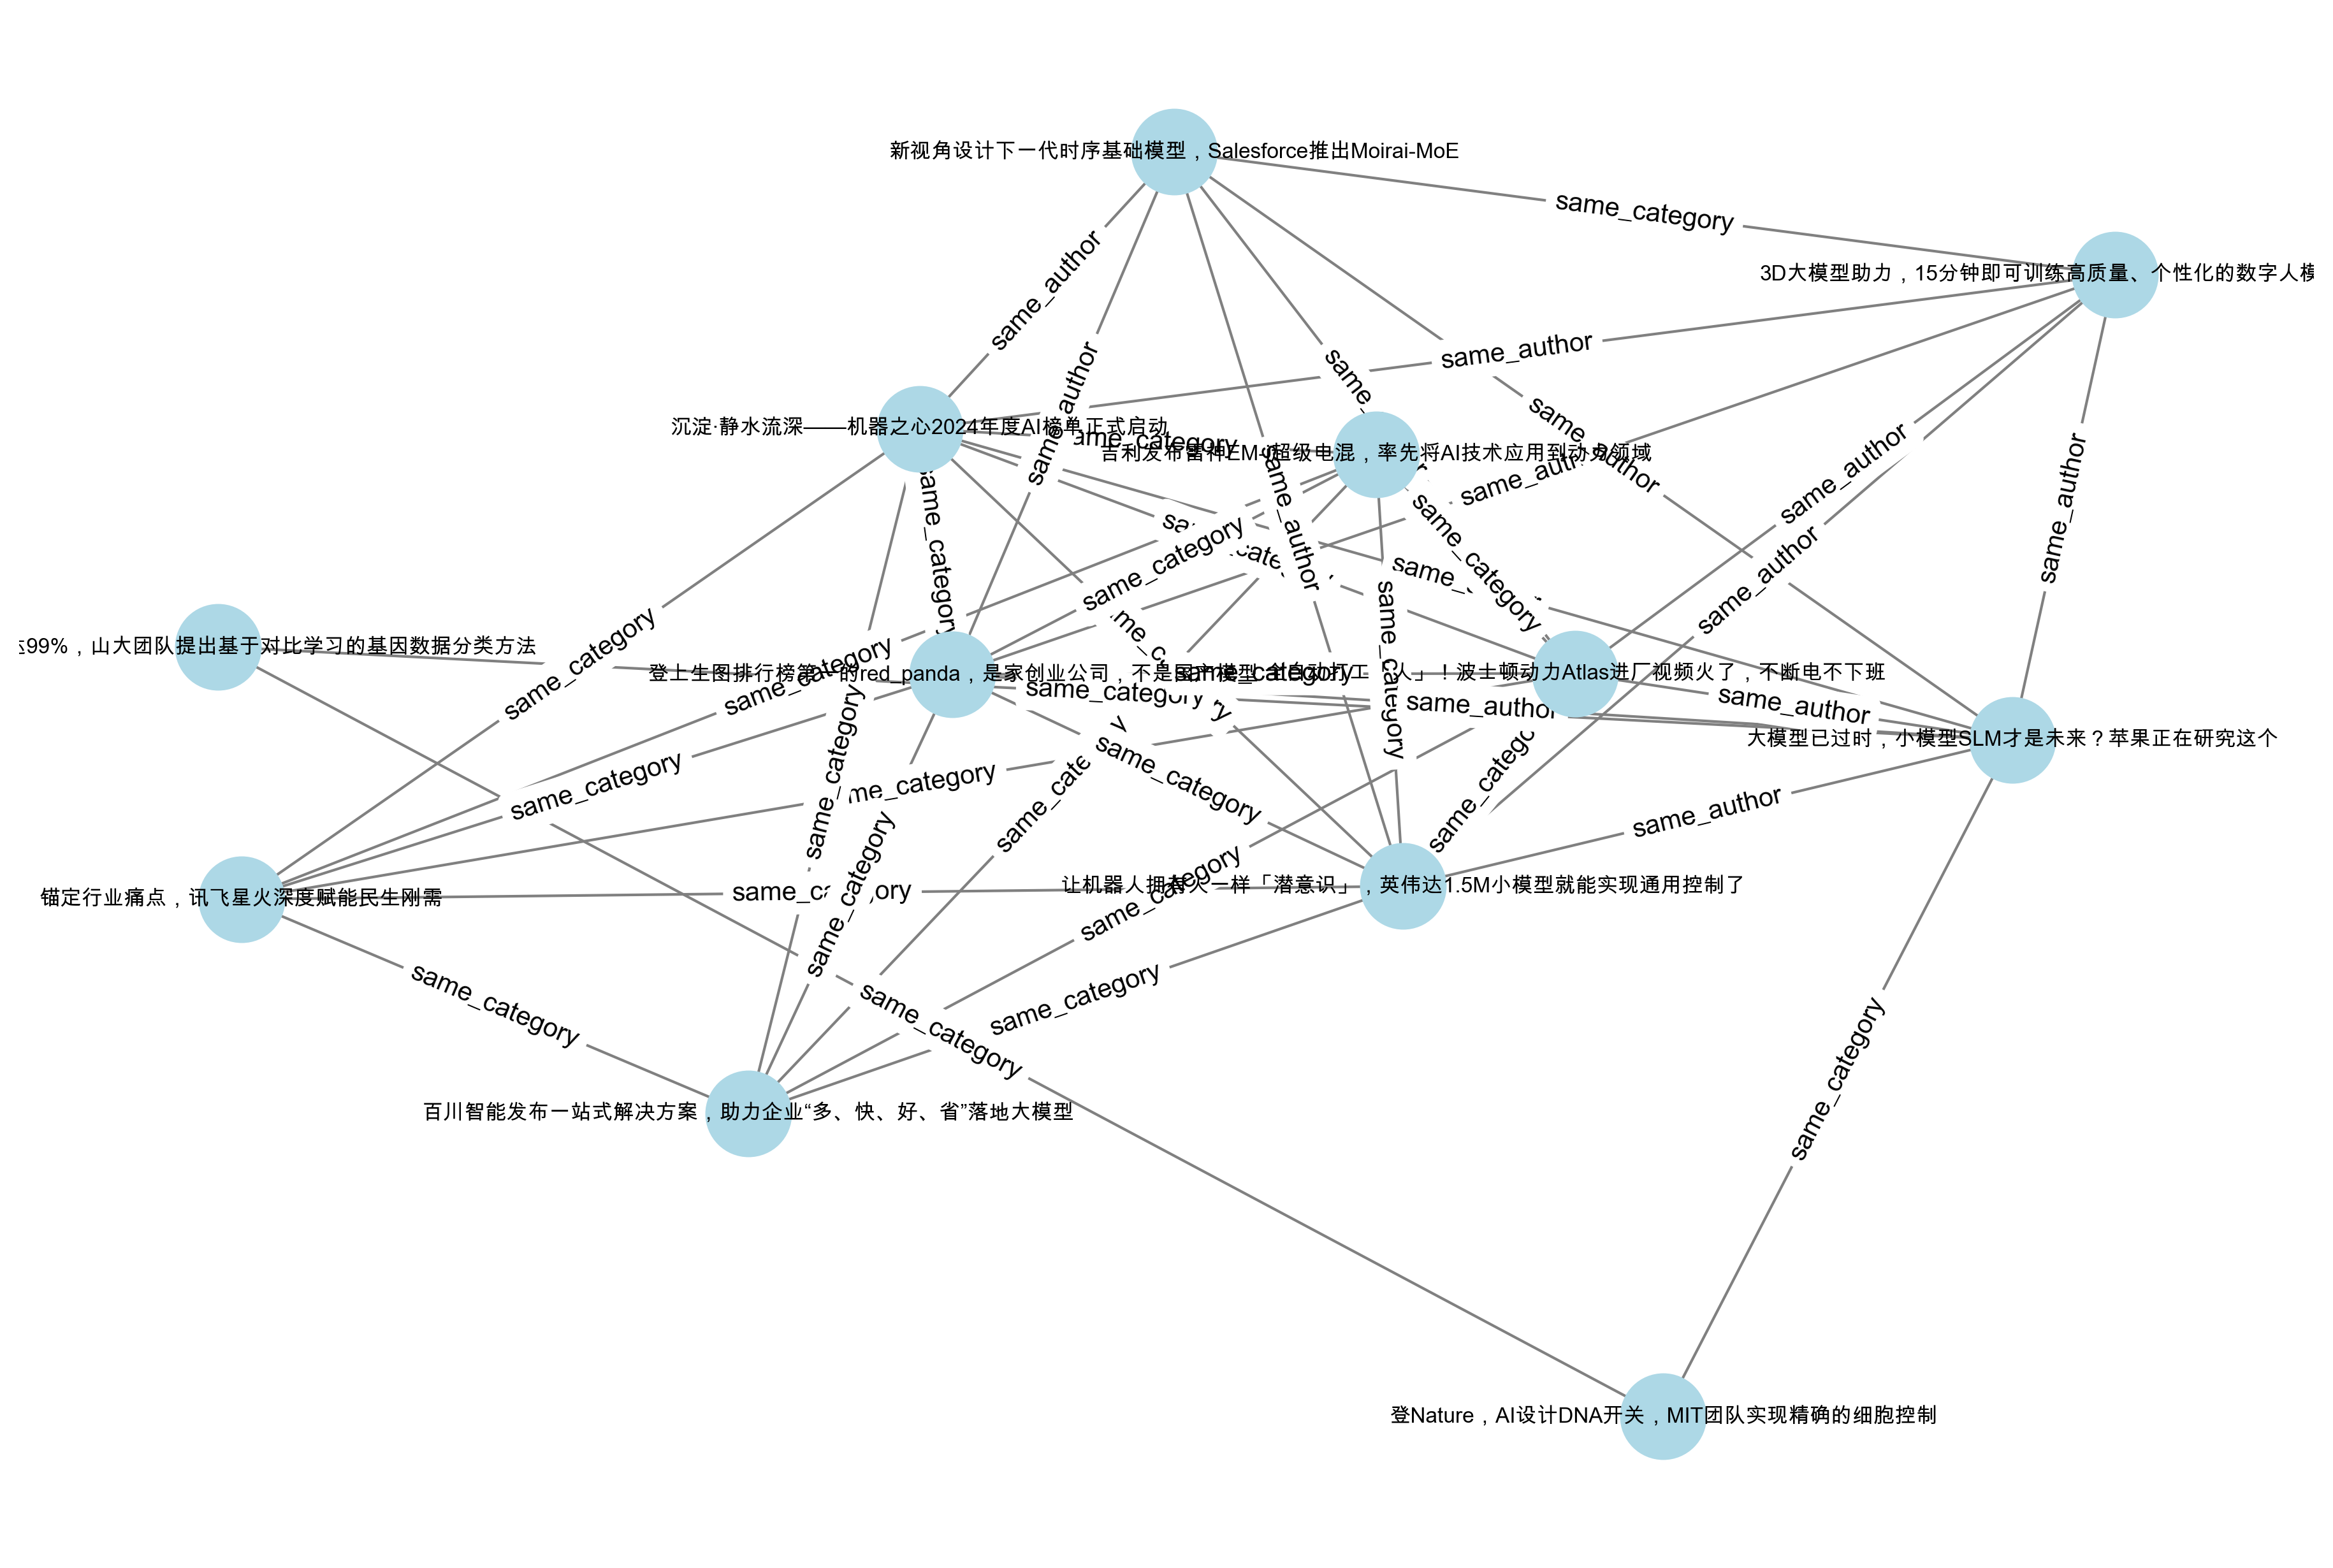 新视角设计下一代时序基础模型，Salesforce推出Moirai-MoE
same_category
3D大模型助力，15分钟即可训练高质量、个性化的数字人
same_author
same_author
same_author
same_author
沉淀·静水流深——机器之心2024年度AI榜单正式启动
吉利发布雷神EM-i超级电混，率先将AI技术应用到动力领域
same_author
same_author
same_author
same_author
same_category
same_category
same_category
same_author
same_author
99%，山大团队提出基于对比学习的基因数据分类方法
same_category
same_category
登上生图排行榜第一的red_panda，是家创业公司，不是国产模型
人」！波士顿动力Atlas进厂视频火了，不断电不下班
same_category
same_category
same_category
same_author
same_author
大模型已过时，小模型SLM才是未来？苹果正在研究这个
same_category
same_category
same_category
same_author
same_category
锚定行业痛点，讯飞星火深度赋能民生刚需
让机器人拥有人一样「潜意识」，英伟达1.5M小模型就能实现通用控制了
same_category
same_category
same_category
same_category
same_category
same_category
same_category
百川智能发布一站式解决方案，助力企业“多、快、好、省”落地大模型
登Nature，AI设计DNA开关，MIT团队实现精确的细胞控制